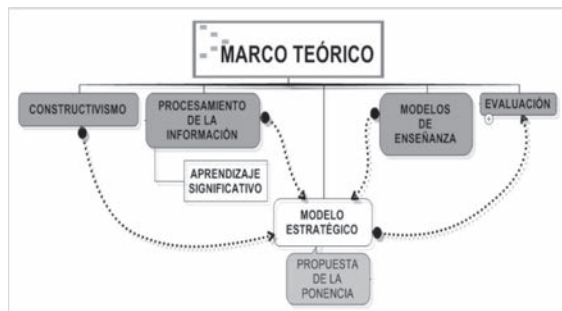 MARCO TEÓRICO
CONSTRUCTIVISMO
PROCESAMIENTO
DE LA
INFORMACIÓN
MODELOS
DE
ENSEÑANZA
EVALUACIÓN
APRENDIZAJE
SIGNIFICATIVO
MODELO
ESTRATÉGICO
PROPUESTA
DE LA
PONENCIA